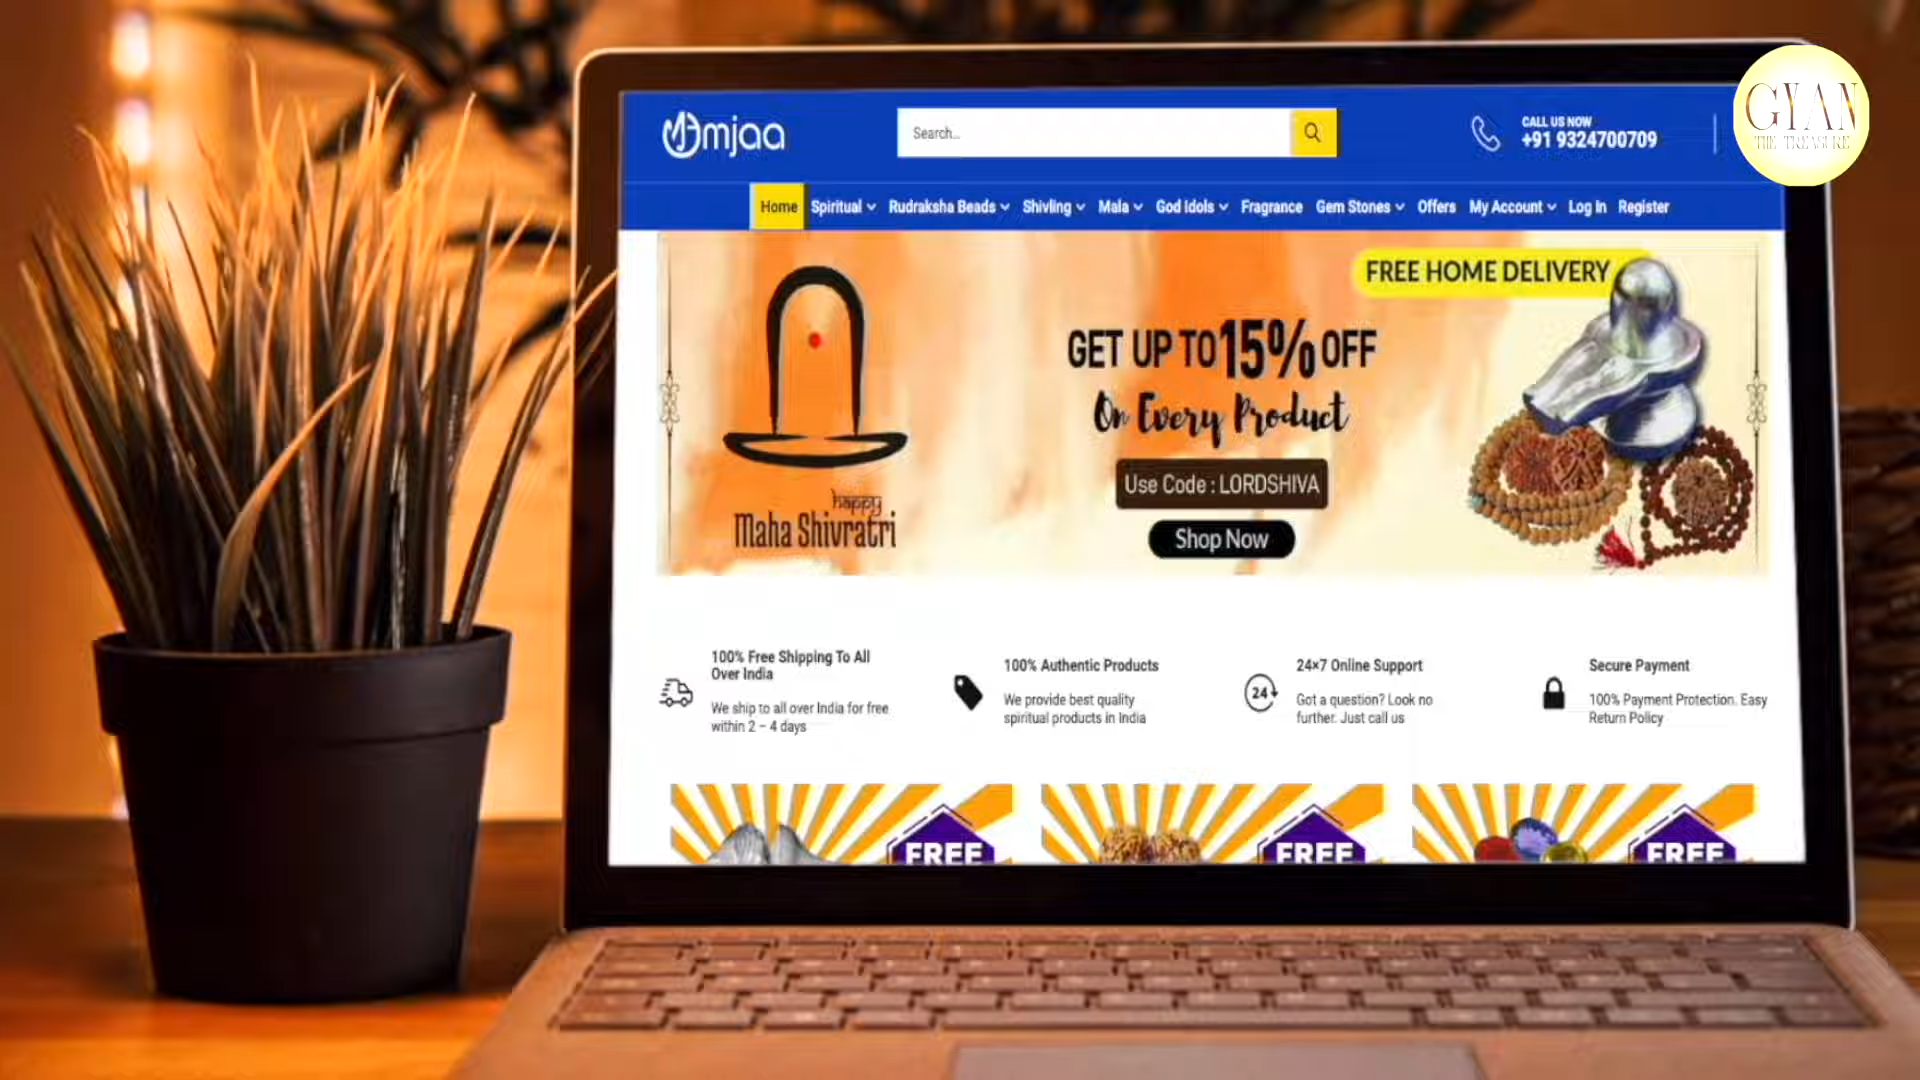 GYAN
THE TREASURE
Omjaa
Search...
CALL US NOW
+91 9324700709
Home Spiritual Rudraksha Beads Shivling Mala God Idols Fragrance Gem Stones Offers My Account Log In Register
FREE HOME DELIVERY
GET UP TO 15% OFF
On Every Product
Use Code : LORDSHIVA
Shop Now
happy
Maha Shivratri
100% Free Shipping To All
Over India
We ship to all over India for free
within 2 – 4 days
100% Authentic Products
We provide best quality
spiritual products in India
24
24×7 Online Support
Got a question? Look no
further. Just call us
Secure Payment
100% Payment Protection. Easy
Return Policy
FREE
FREE
FREE